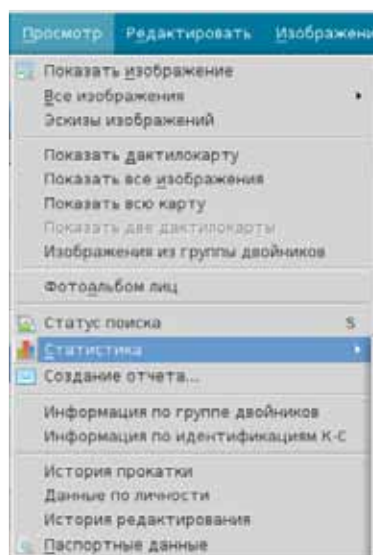 Просмотр Редактировать Изображени
Показать изображение
Все изображения
Эскизы изображений
Показать дактилокарту
Показать все изображения
Показать всю карту
Показать две дактилокарты
Изображения из группы двойников
Фотоальбом лиц
Статус поиска S
Статистика
Создание отчета...
Информация по группе двойников
Информация по идентификациям К-С
История прокатки
Данные по личности
История редактирования
Паспортные данные